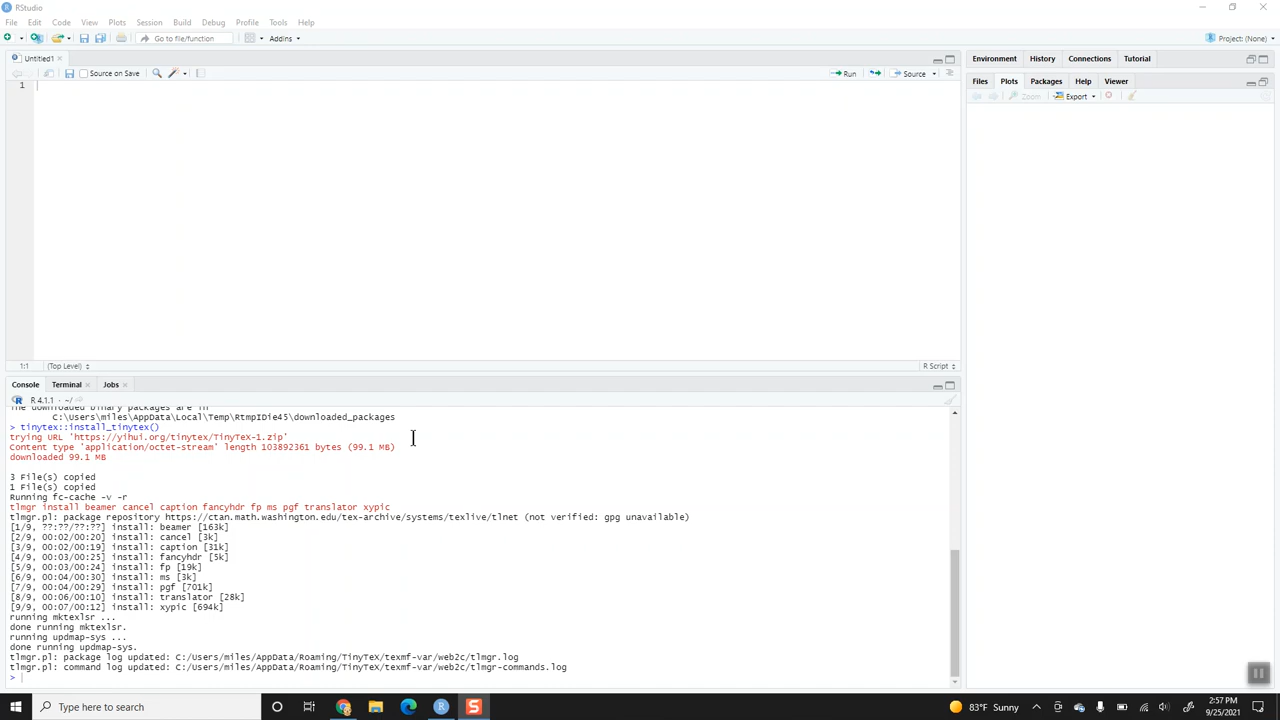 RStudio
File Edit Code View Plots Session Build Debug Profile Tools Help
Go to file/function Addins Project: (None)
Untitled1
Source on Save Run Source
1
1:1 (Top Level) R Script
Console Terminal Jobs
R 4.1.1 · ~/
The downloaded binary packages are in
C:\Users\miles\AppData\Local\Temp\RtmpIDie45\downloaded_packages
> tinytex::install_tinytex()
trying URL 'https://yihui.org/tinytex/TinyTeX-1.zip'
Content type 'application/octet-stream' length 103892361 bytes (99.1 MB)
downloaded 99.1 MB
3 File(s) copied
1 File(s) copied
Running fc-cache -v -r
tlmgr install beamer cancel caption fancyhdr fp ms pgf translator xypic
tlmgr.pl: package repository https://ctan.math.washington.edu/tex-archive/systems/texlive/tlnet (not verified: gpg unavailable)
[1/9, ??:??/??:??] install: beamer [163k]
[2/9, 00:02/00:20] install: cancel [3k]
[3/9, 00:02/00:19] install: caption [31k]
[4/9, 00:03/00:25] install: fancyhdr [5k]
[5/9, 00:03/00:24] install: fp [19k]
[6/9, 00:04/00:30] install: ms [3k]
[7/9, 00:04/00:29] install: pgf [701k]
[8/9, 00:06/00:10] install: translator [28k]
[9/9, 00:07/00:12] install: xypic [694k]
running mktexlsr ...
done running mktexlsr.
running updmap-sys ...
done running updmap-sys.
tlmgr.pl: package log updated: C:/Users/miles/AppData/Roaming/TinyTeX/texmf-var/web2c/tlmgr.log
tlmgr.pl: command log updated: C:/Users/miles/AppData/Roaming/TinyTeX/texmf-var/web2c/tlmgr-commands.log
>
Environment History Connections Tutorial
Files Plots Packages Help Viewer
Zoom Export
Type here to search
83°F Sunny
2:57 PM
9/25/2021